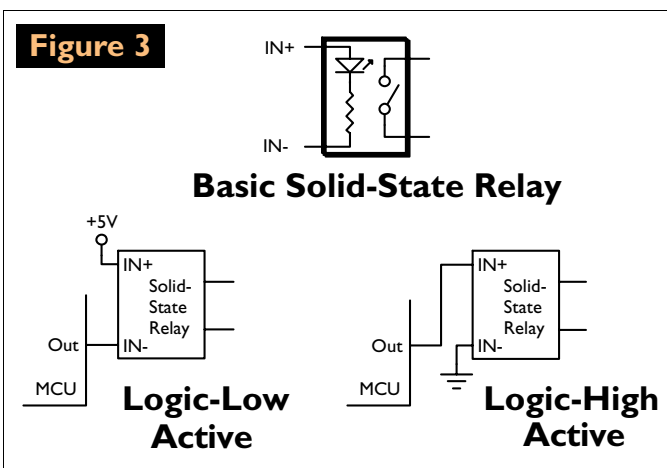 Figure 3
IN+
IN-
Basic Solid-State Relay
+5V
IN+
Solid-
State
Relay
Out
IN-
MCU
Logic-Low
Active
IN+
Solid-
State
Relay
Out
IN-
MCU
Logic-High
Active